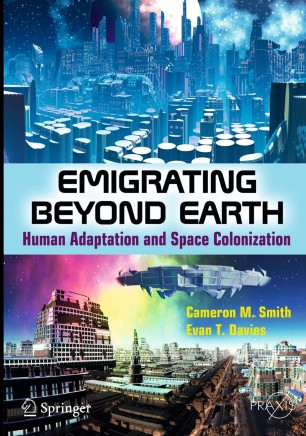 EMIGRATING
BEYOND EARTH
Human Adaptation and Space Colonization
Cameron M. Smith
Evan T. Davies
Springer
PRAXIS